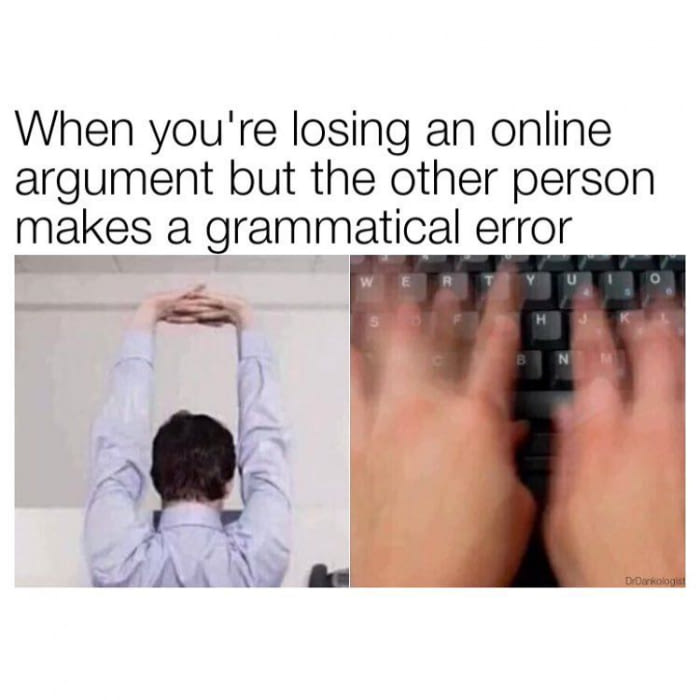 When you're losing an online
argument but the other person
makes a grammatical error
W E R T Y U I O
S D F H J K L
C B N M
DrDankologist